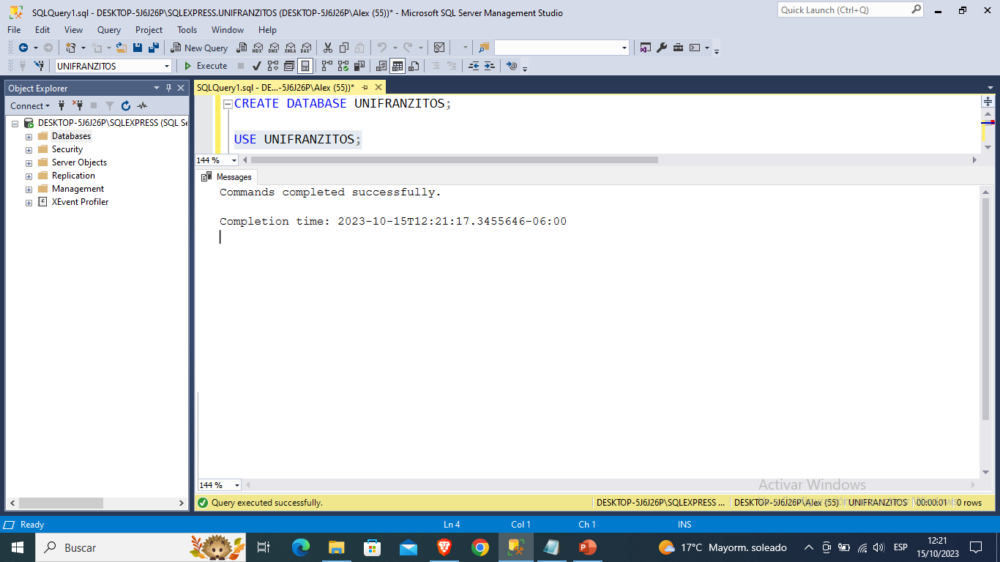 SQLQuery1.sql - DESKTOP-5J6J26P\SQLEXPRESS.UNIFRANZITOS (DESKTOP-5J6J26P\Alex (55))* - Microsoft SQL Server Management Studio
Quick Launch (Ctrl+Q)
File Edit View Query Project Tools Window Help
New Query
MDX DMX XMLA DAX
UNIFRANZITOS
Execute
Object Explorer
SQLQuery1.sql - DE...-5J6J26P\Alex (55))*
Connect
CREATE DATABASE UNIFRANZITOS;
DESKTOP-5J6J26P\SQLEXPRESS (SQL Se
Databases
USE UNIFRANZITOS;
Security
144 %
Server Objects
Replication
Messages
Management
Commands completed successfully.
XEvent Profiler
Completion time: 2023-10-15T12:21:17.3455646-06:00
144 %
Activar Windows
Query executed successfully.
DESKTOP-5J6J26P\SQLEXPRESS ...
DESKTOP-5J6J26P\Alex (55)
UNIFRANZITOS
00:00:01
0 rows
Ready
Ln 4
Col 1
Ch 1
INS
Buscar
17°C Mayorm. soleado
ESP
12:21
15/10/2023